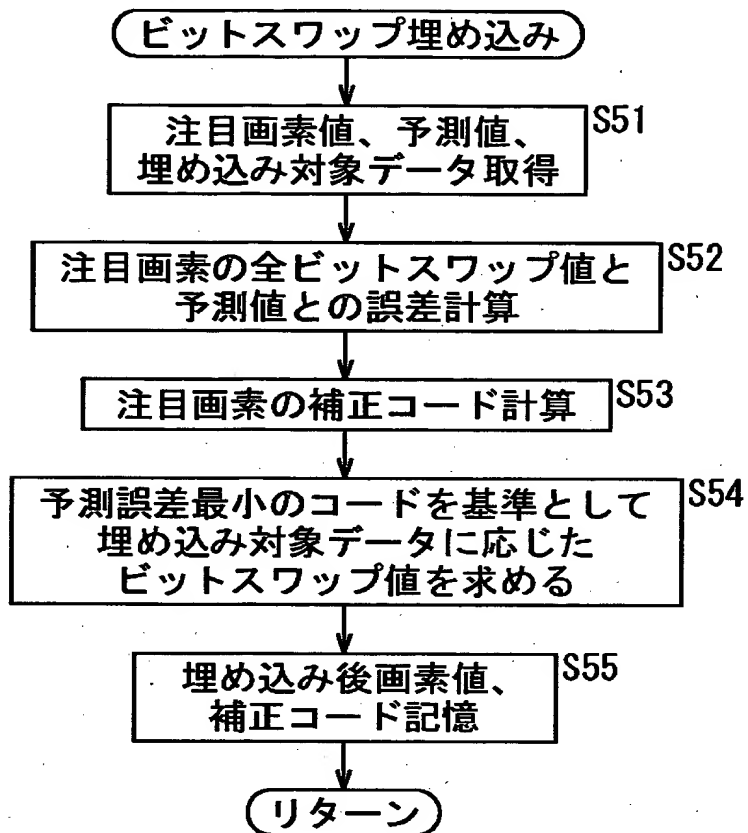 ビットスワップ埋め込み
注目画素値、予測値、
埋め込み対象データ取得
S51
注目画素の全ビットスワップ値と
予測値との誤差計算
S52
注目画素の補正コード計算
S53
予測誤差最小のコードを基準として
埋め込み対象データに応じた
ビットスワップ値を求める
S54
埋め込み後画素値、
補正コード記憶
S55
リターン